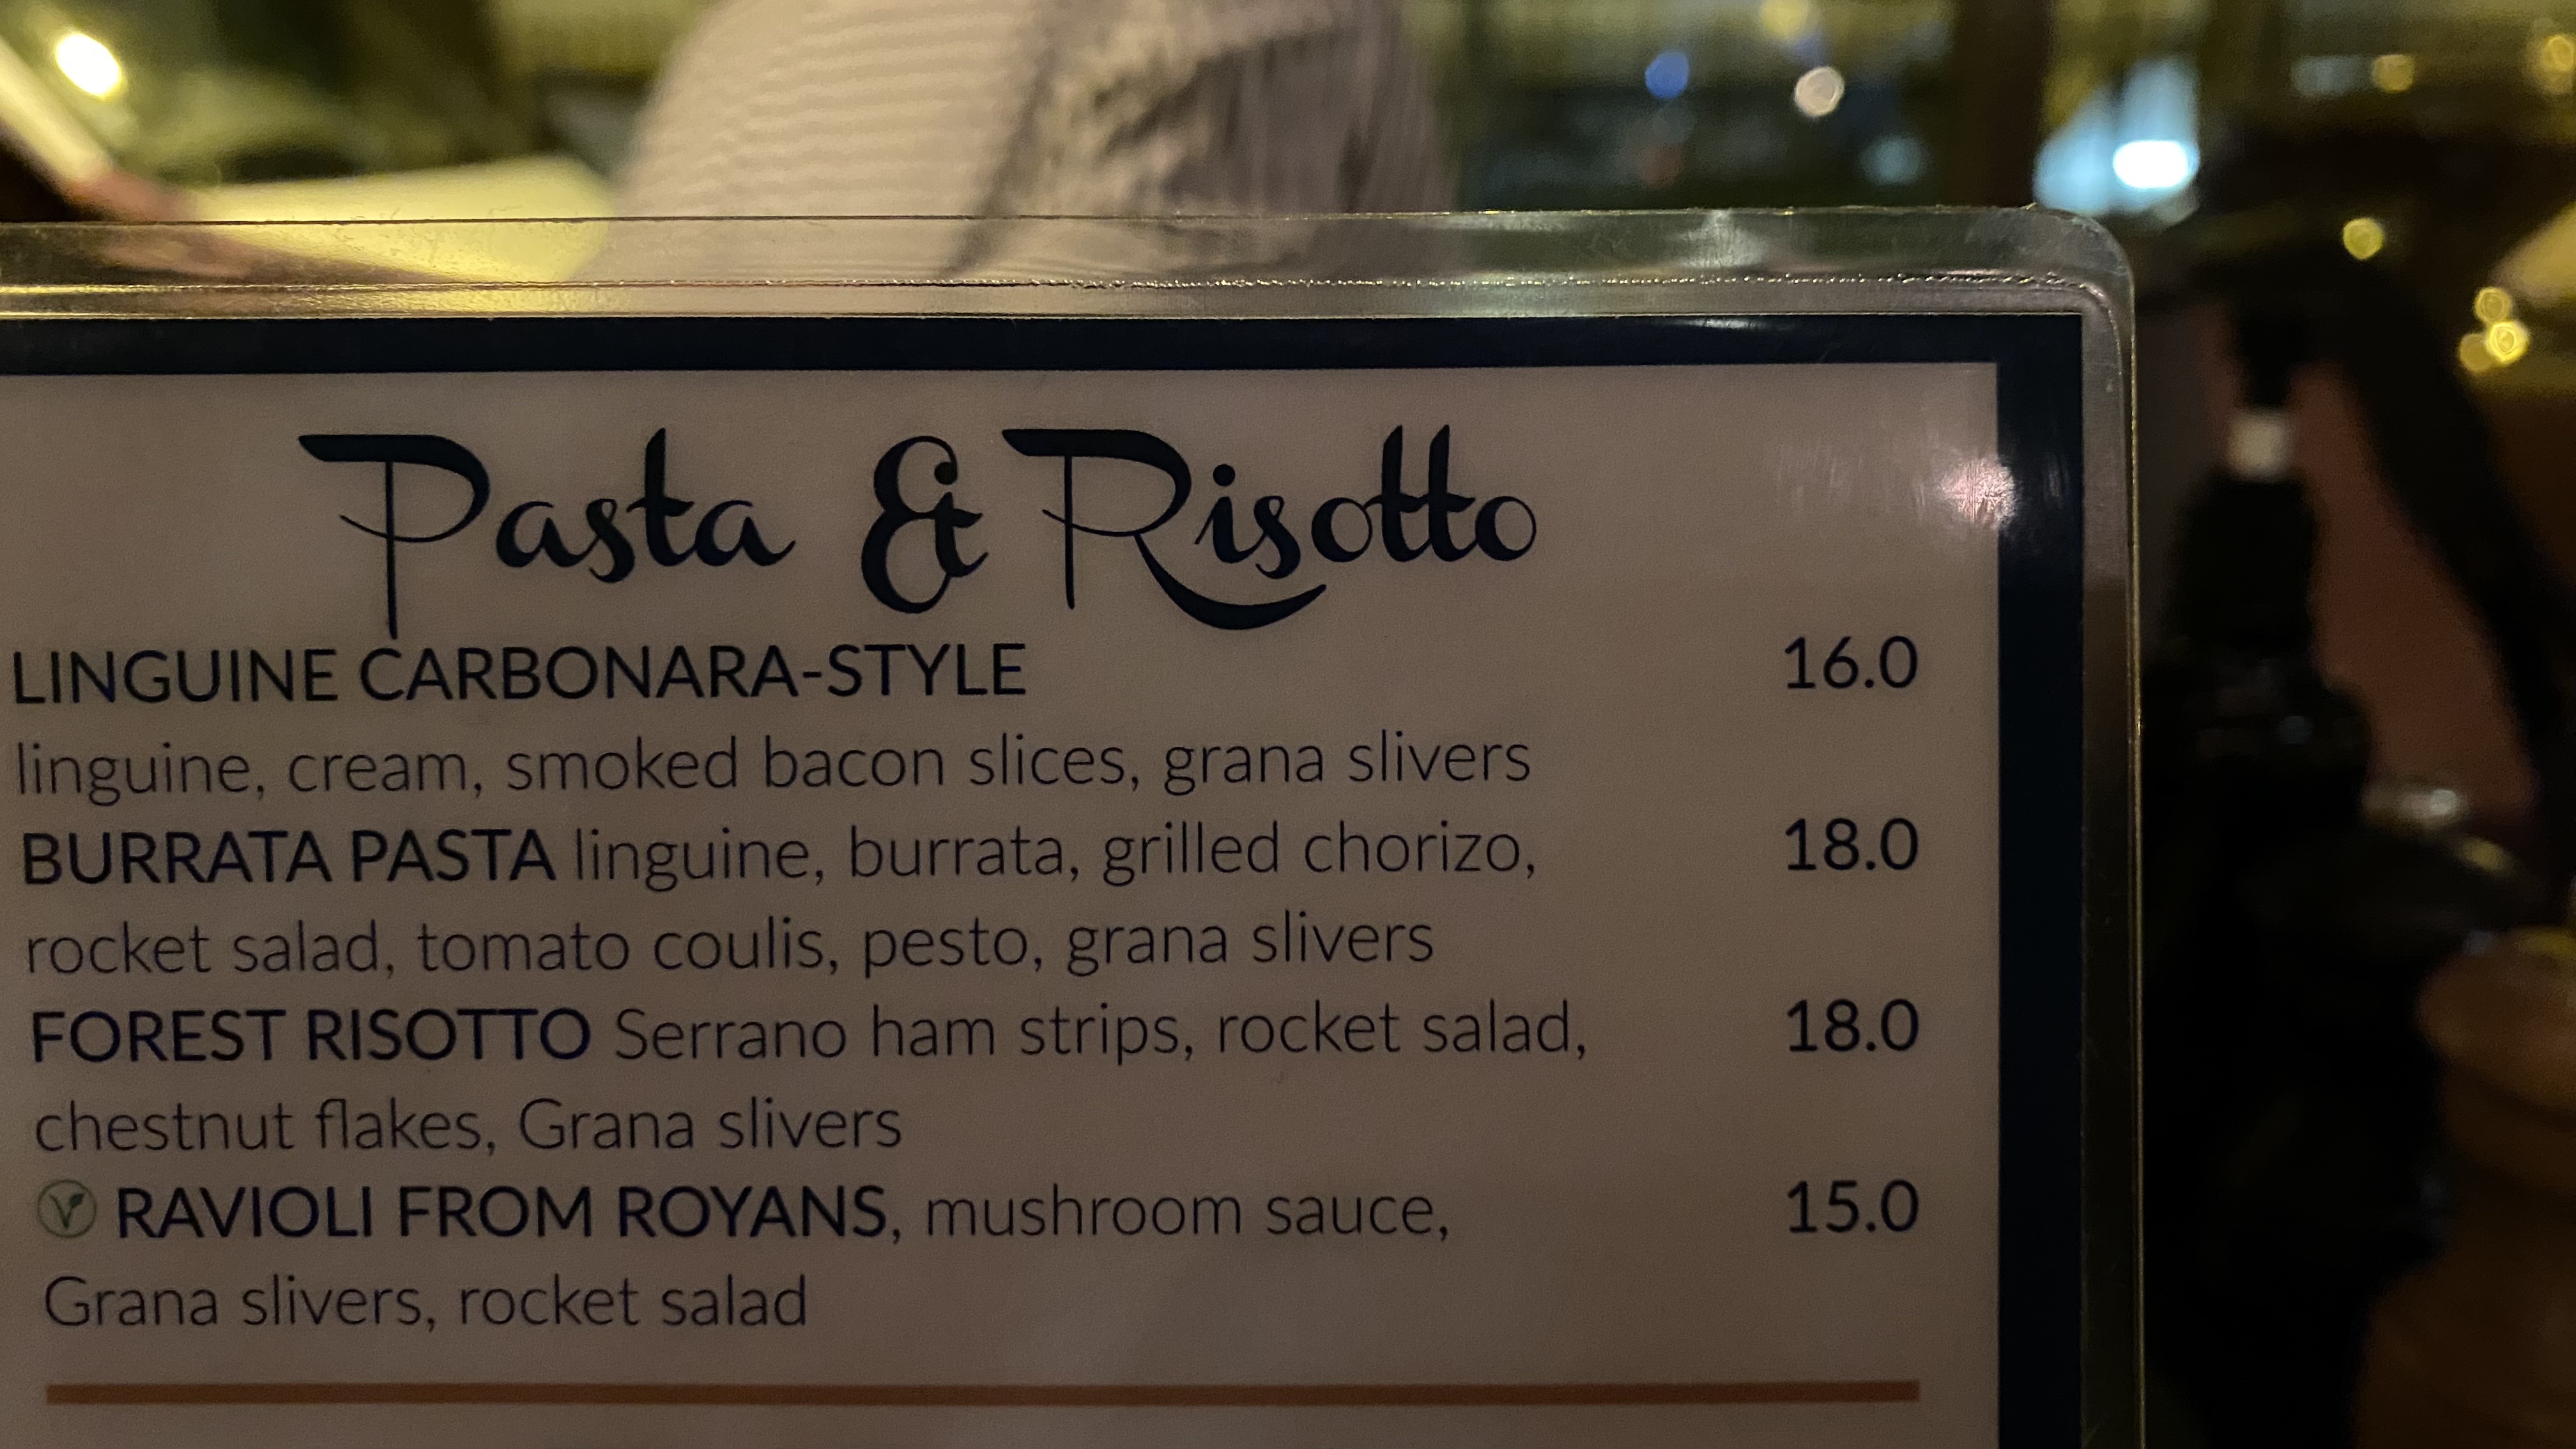 Pasta & Risotto
LINGUINE CARBONARA-STYLE 16.0
linguine, cream, smoked bacon slices, grana slivers
BURRATA PASTA linguine, burrata, grilled chorizo, 18.0
rocket salad, tomato coulis, pesto, grana slivers
FOREST RISOTTO Serrano ham strips, rocket salad, 18.0
chestnut flakes, Grana slivers
RAVIOLI FROM ROYANS, mushroom sauce, 15.0
Grana slivers, rocket salad